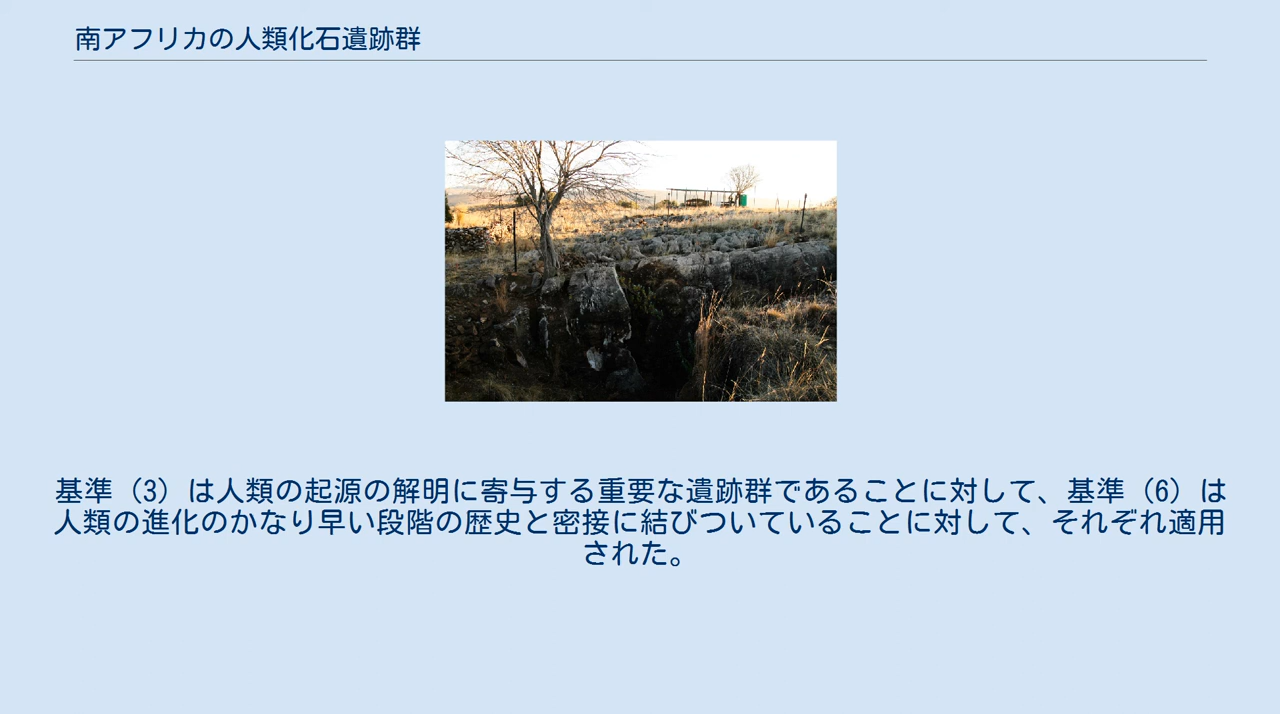 南アフリカの人類化石遺跡群
基準（3）は人類の起源の解明に寄与する重要な遺跡群であることに対して、基準（6）は
人類の進化のかなり早い段階の歴史と密接に結びついていることに対して、それぞれ適用
された。